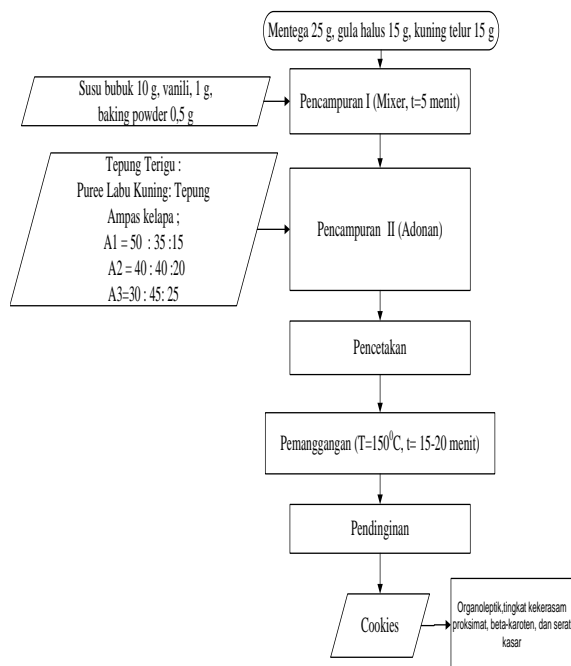 Mentega 25 g, gula halus 15 g, kuning telur 15 g
Susu bubuk 10 g, vanili, 1 g,
baking powder 0,5 g
Pencampuran I (Mixer, t=5 menit)
Tepung Terigu :
Puree Labu Kuning: Tepung
Ampas kelapa ;
A1 = 50 : 35 :15
A2 = 40 : 40 :20
A3=30 : 45: 25
Pencampuran II (Adonan)
Pencetakan
Pemanggangan (T=150⁰C, t= 15-20 menit)
Pendinginan
Cookies
Organoleptik,tingkat kekerasam
proksimat, beta-karoten, dan serat
kasar